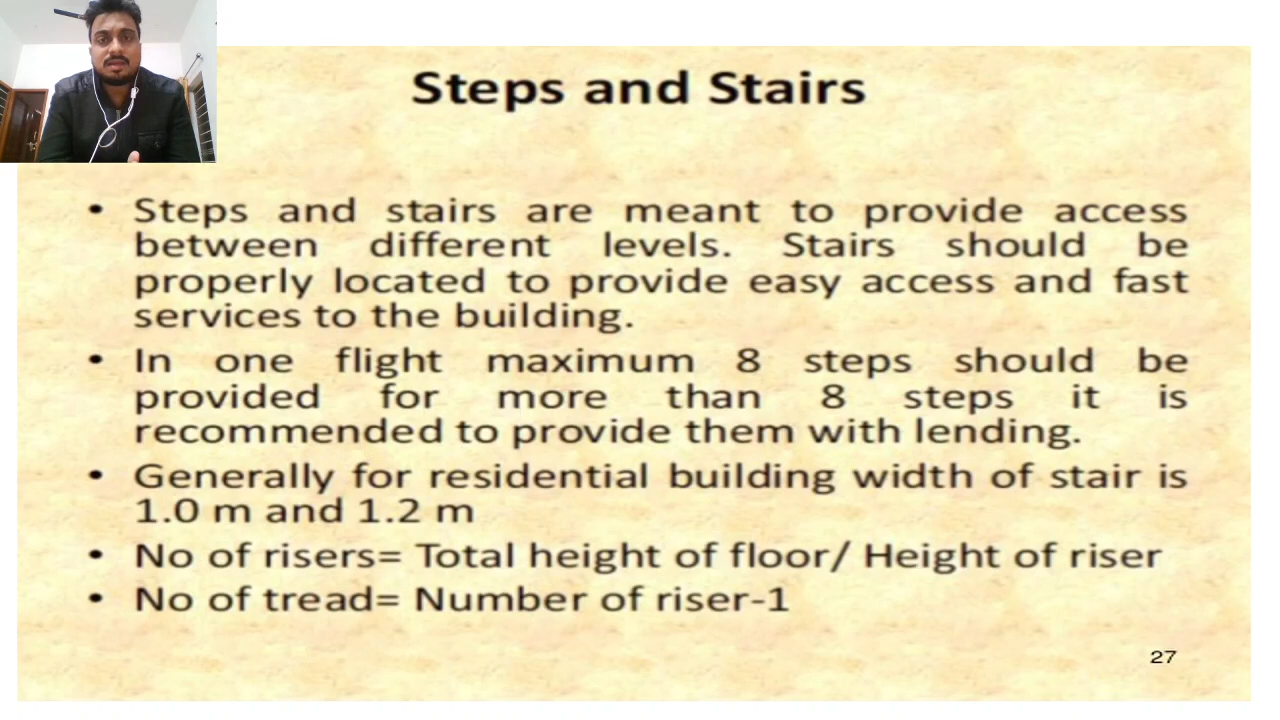 Steps and Stairs
• Steps and stairs are meant to provide access
between different levels. Stairs should be
properly located to provide easy access and fast
services to the building.
• In one flight maximum 8 steps should be
provided for more than 8 steps it is
recommended to provide them with lending.
• Generally for residential building width of stair is
1.0 m and 1.2 m
• No of risers= Total height of floor/ Height of riser
• No of tread= Number of riser-1
27